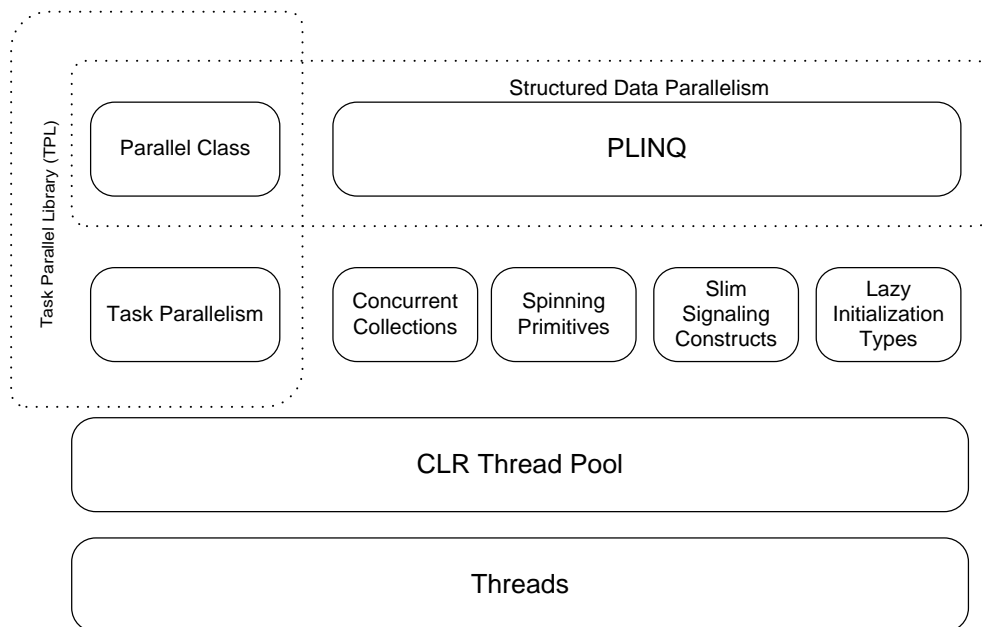 Structured Data Parallelism
Task Parallel Library (TPL)
Parallel Class
PLINQ
Task Parallelism
Concurrent
Collections
Spinning
Primitives
Slim
Signaling
Constructs
Lazy
Initialization
Types
CLR Thread Pool
Threads